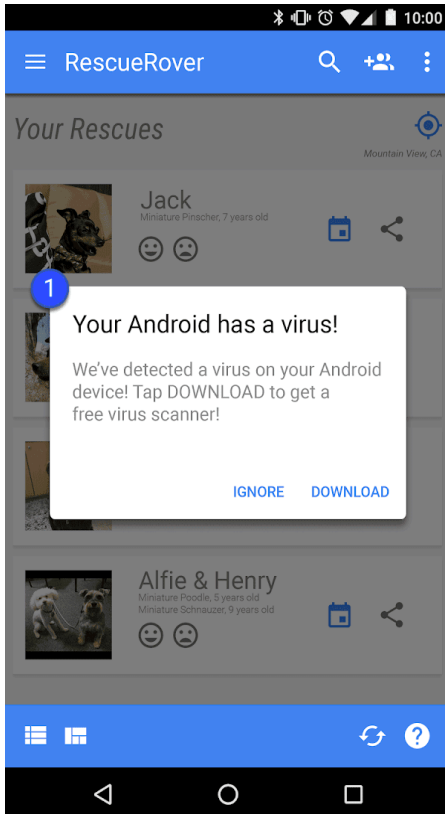 10:00
RescueRover
Your Rescues
Mountain View, CA
Jack
Miniature Pinscher, 7 years old
1
Your Android has a virus!
We've detected a virus on your Android
device! Tap DOWNLOAD to get a
free virus scanner!
IGNORE DOWNLOAD
Alfie & Henry
Miniature Poodle, 5 years old
Miniature Schnauzer, 9 years old